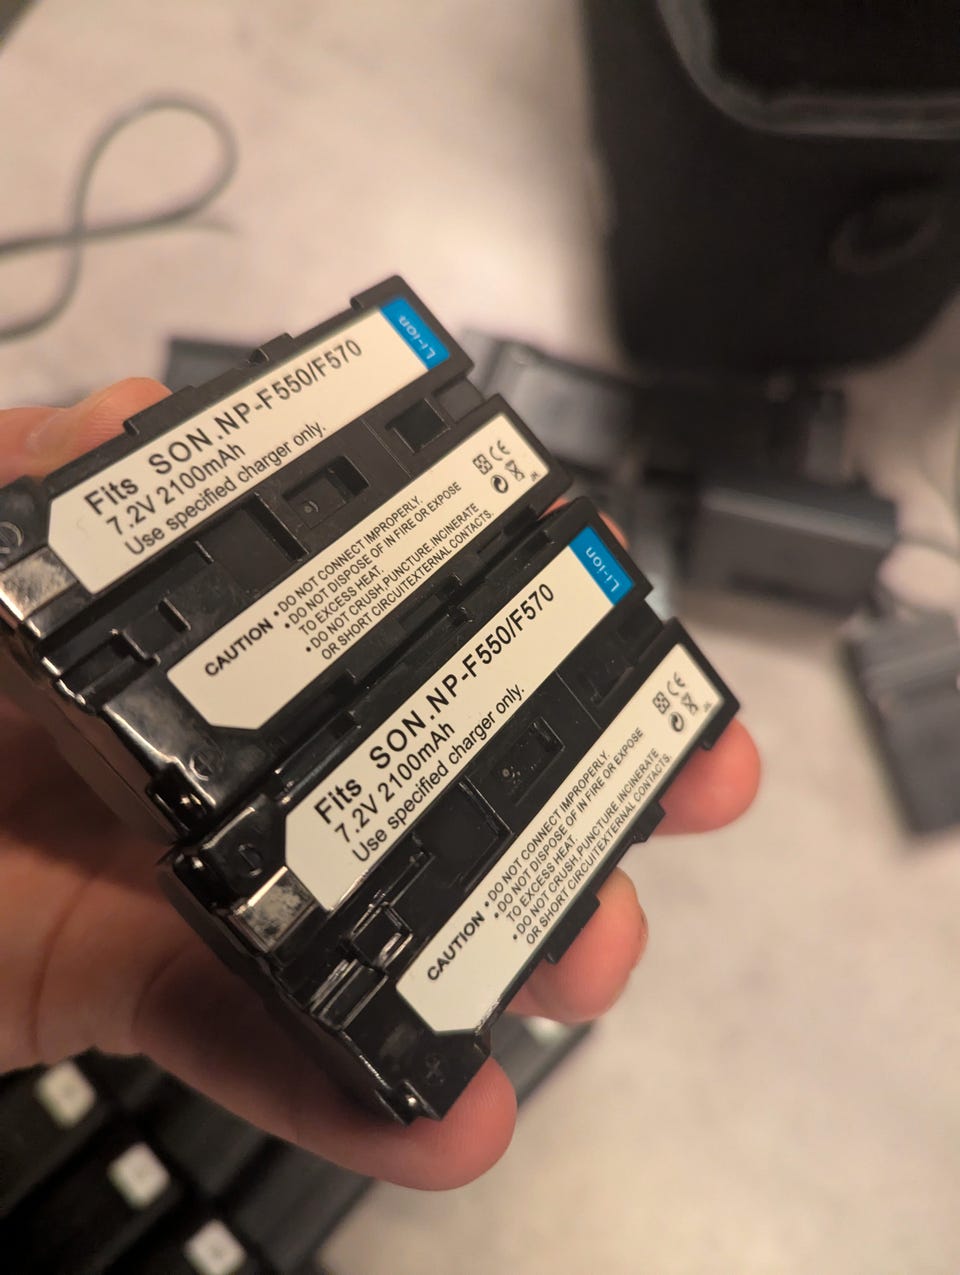 Li-ion
Fits SON.NP-F550/F570
7.2V 2100mAh
Use specified charger only.
CAUTION • DO NOT CONNECT IMPROPERLY.
• DO NOT DISPOSE OF IN FIRE OR EXPOSE
TO EXCESS HEAT.
• DO NOT CRUSH,PUNCTURE,INCINERATE
OR SHORT CIRCUITEXTERNAL CONTACTS.
CE
Li-ion
Fits SON.NP-F550/F570
7.2V 2100mAh
Use specified charger only.
CAUTION • DO NOT CONNECT IMPROPERLY.
• DO NOT DISPOSE OF IN FIRE OR EXPOSE
TO EXCESS HEAT.
• DO NOT CRUSH,PUNCTURE,INCINERATE
OR SHORT CIRCUITEXTERNAL CONTACTS.
CE